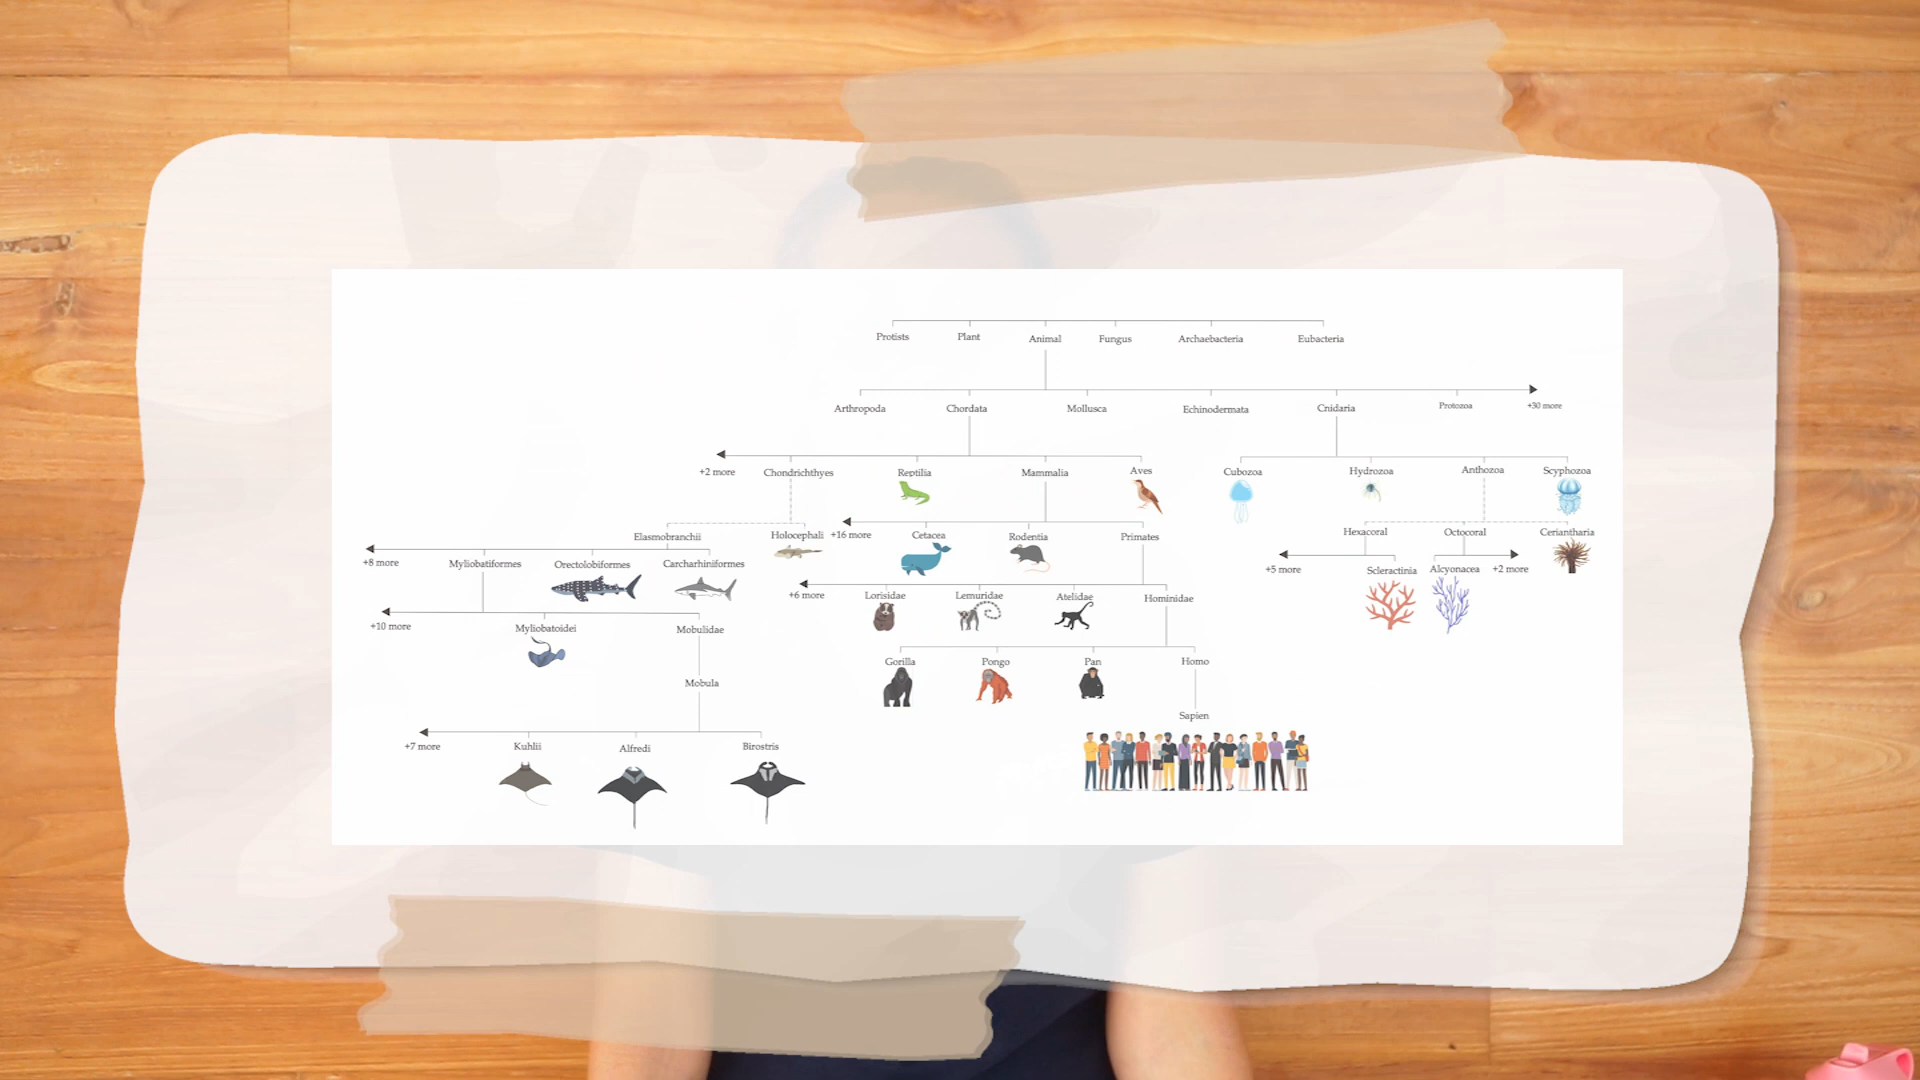 Protists Plant Animal Fungus Archaebacteria Eubacteria
Arthropoda Chordata Mollusca Echinodermata Cnidaria Protozoa +30 more
+2 more Chondrichthyes Reptilia Mammalia Aves Cubozoa Hydrozoa Anthozoa Scyphozoa
Elasmobranchii Holocephali +16 more Cetacea Rodentia Primates Hexacoral Octocoral Ceriantharia
+8 more Myliobatiformes Orectolobiformes Carcharhiniformes +5 more Scleractinia Alcyonacea +2 more
+6 more Lorisidae Lemuridae Atelidae Hominidae
+10 more Myliobatoidei Mobulidae
Gorilla Pongo Pan Homo
Mobula
Sapien
+7 more Kuhlii Alfredi Birostris